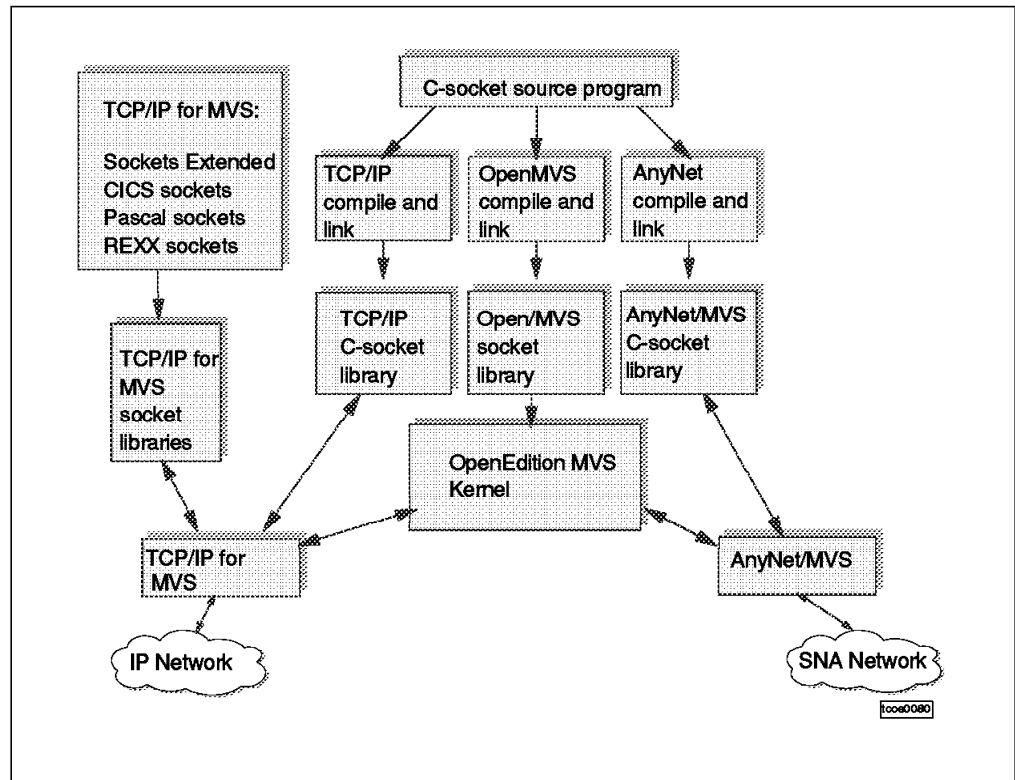 C-socket source program
TCP/IP for MVS:
Sockets Extended
CICS sockets
Pascal sockets
REXX sockets
TCP/IP
compile and
link
OpenMVS
compile and
link
AnyNet
compile and
link
TCP/IP for
MVS
socket
libraries
TCP/IP
C-socket
library
Open/MVS
socket
library
AnyNet/MVS
C-socket
library
OpenEdition MVS
Kernel
TCP/IP for
MVS
AnyNet/MVS
IP Network
SNA Network
tcoe0080